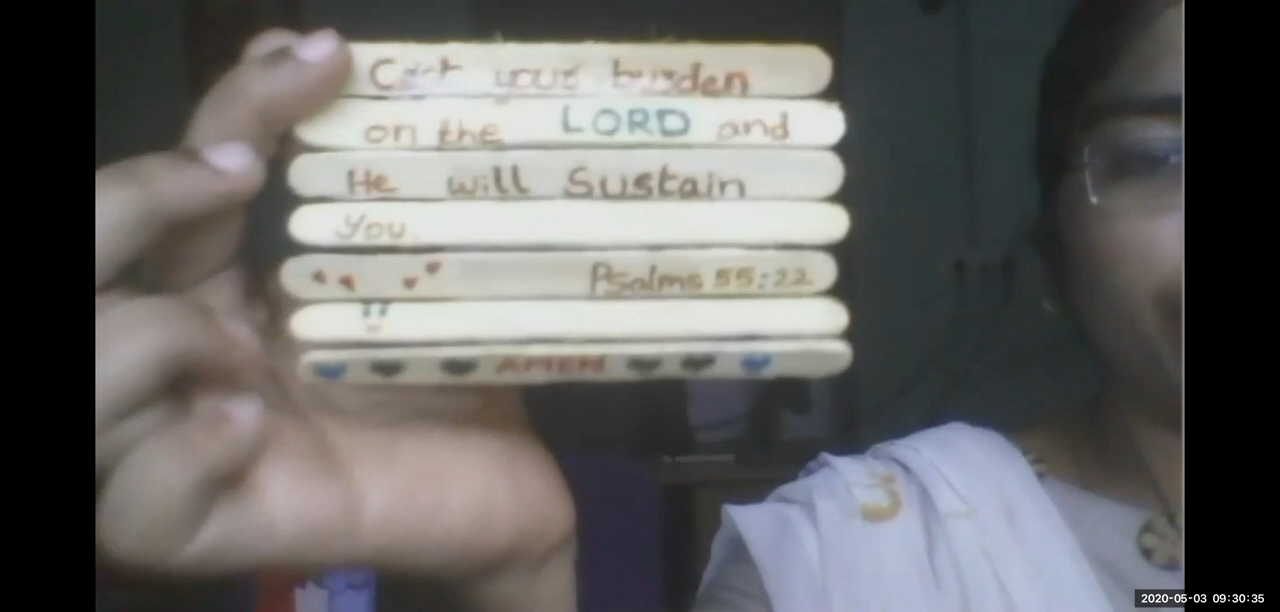 Cast your burden
on the LORD and
He will Sustain
you.
Psalms 55:22
AMEN
2020-05-03 09:30:35